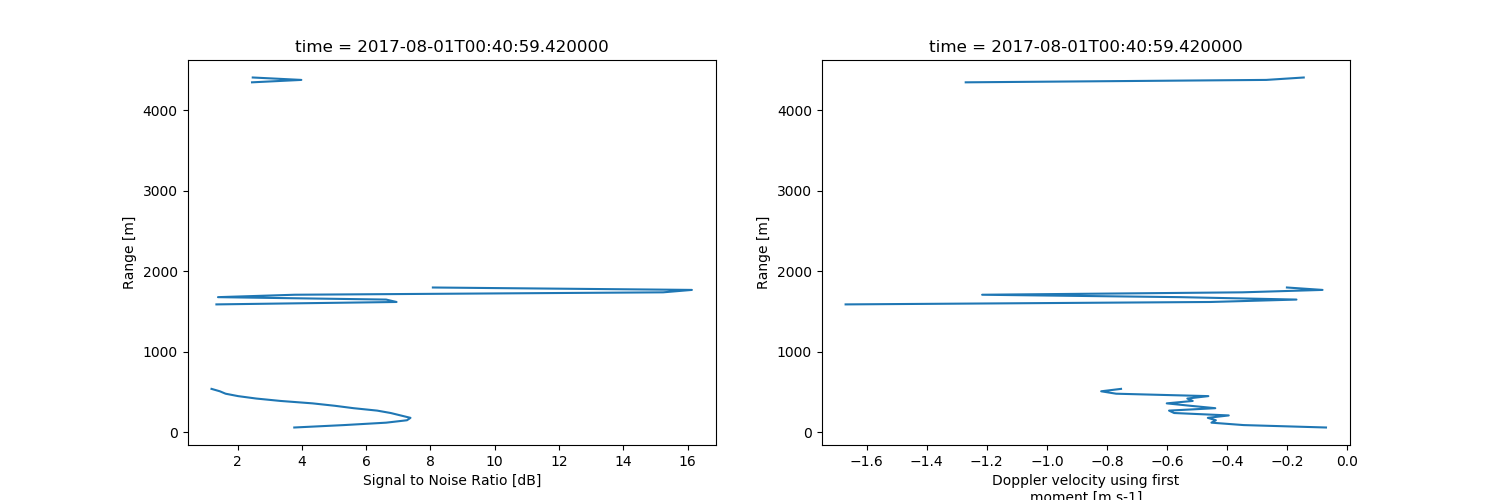 time = 2017-08-01T00:40:59.420000
4000
3000
2000
1000
0
Range [m]
2 4 6 8 10 12 14 16
Signal to Noise Ratio [dB]
time = 2017-08-01T00:40:59.420000
4000
3000
2000
1000
0
Range [m]
−1.6 −1.4 −1.2 −1.0 −0.8 −0.6 −0.4 −0.2 0.0
Doppler velocity using first
moment [m s-1]